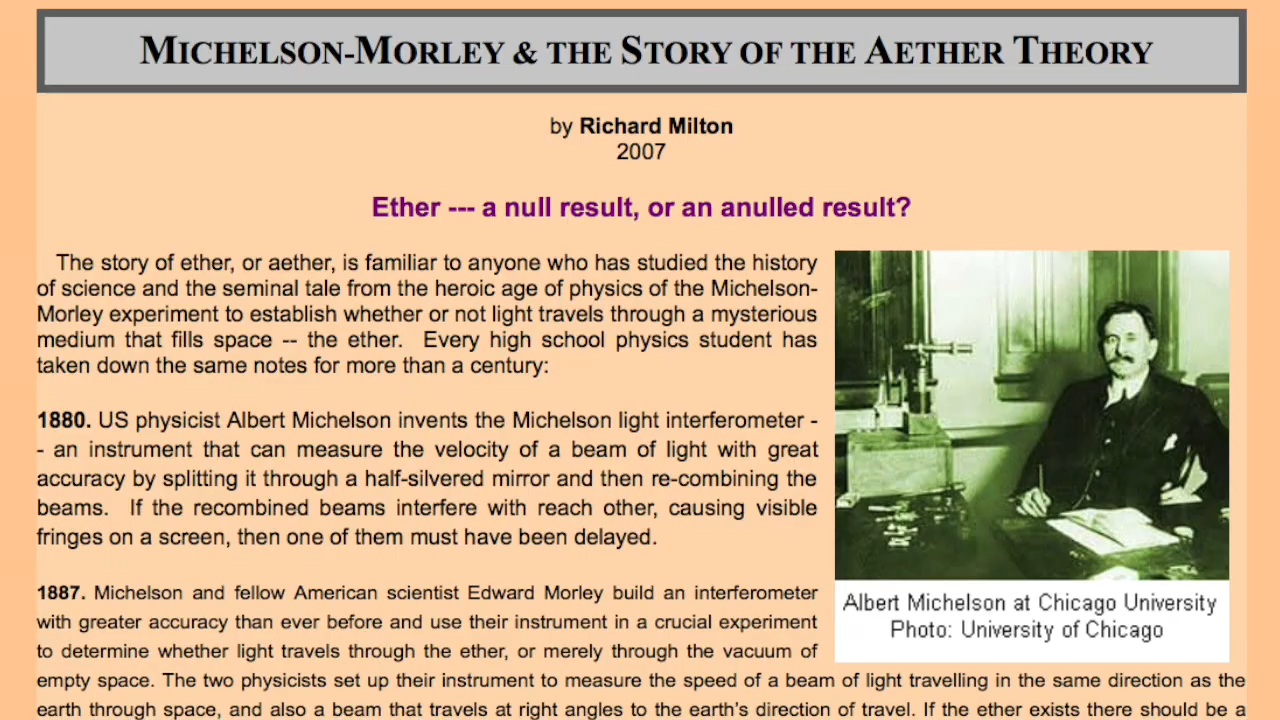 MICHELSON-MORLEY & THE STORY OF THE AETHER THEORY
by Richard Milton
2007
Ether --- a null result, or an anulled result?
The story of ether, or aether, is familiar to anyone who has studied the history
of science and the seminal tale from the heroic age of physics of the Michelson-
Morley experiment to establish whether or not light travels through a mysterious
medium that fills space -- the ether. Every high school physics student has
taken down the same notes for more than a century:
1880. US physicist Albert Michelson invents the Michelson light interferometer -
- an instrument that can measure the velocity of a beam of light with great
accuracy by splitting it through a half-silvered mirror and then re-combining the
beams. If the recombined beams interfere with reach other, causing visible
fringes on a screen, then one of them must have been delayed.
1887. Michelson and fellow American scientist Edward Morley build an interferometer
with greater accuracy than ever before and use their instrument in a crucial experiment
to determine whether light travels through the ether, or merely through the vacuum of
empty space. The two physicists set up their instrument to measure the speed of a beam of light travelling in the same direction as the
earth through space, and also a beam that travels at right angles to the earth's direction of travel. If the ether exists there should be a
Albert Michelson at Chicago University
Photo: University of Chicago